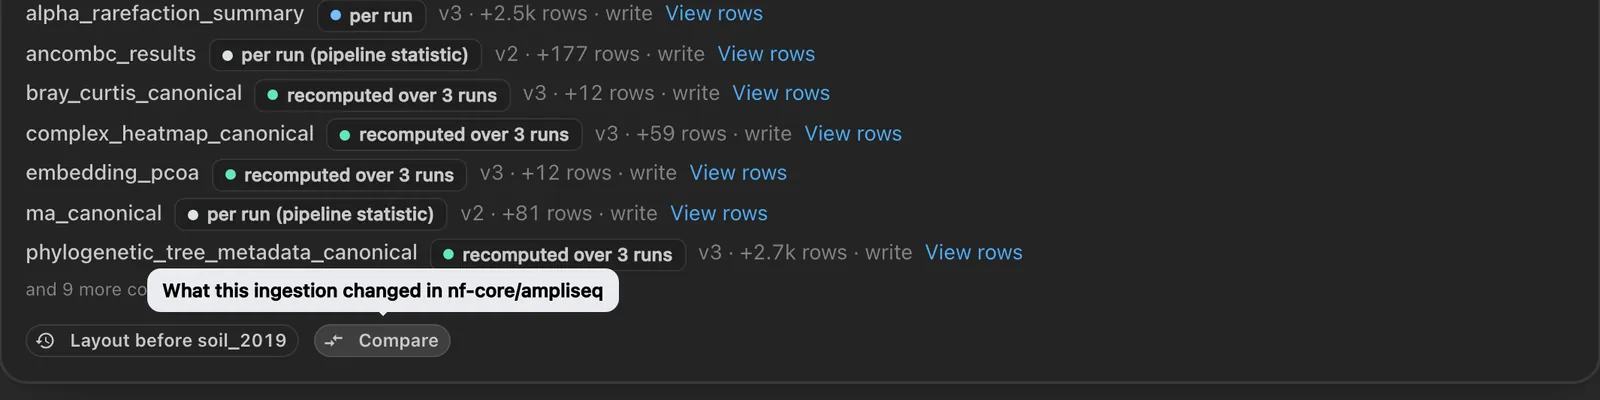 alpha_rarefaction_summary per run v3 · +2.5k rows · write View rows
ancombc_results per run (pipeline statistic) v2 · +177 rows · write View rows
bray_curtis_canonical recomputed over 3 runs v3 · +12 rows · write View rows
complex_heatmap_canonical recomputed over 3 runs v3 · +59 rows · write View rows
embedding_pcoa recomputed over 3 runs v3 · +12 rows · write View rows
ma_canonical per run (pipeline statistic) v2 · +81 rows · write View rows
phylogenetic_tree_metadata_canonical recomputed over 3 runs v3 · +2.7k rows · write View rows
and 9 more
What this ingestion changed in nf-core/ampliseq
Layout before soil_2019 Compare